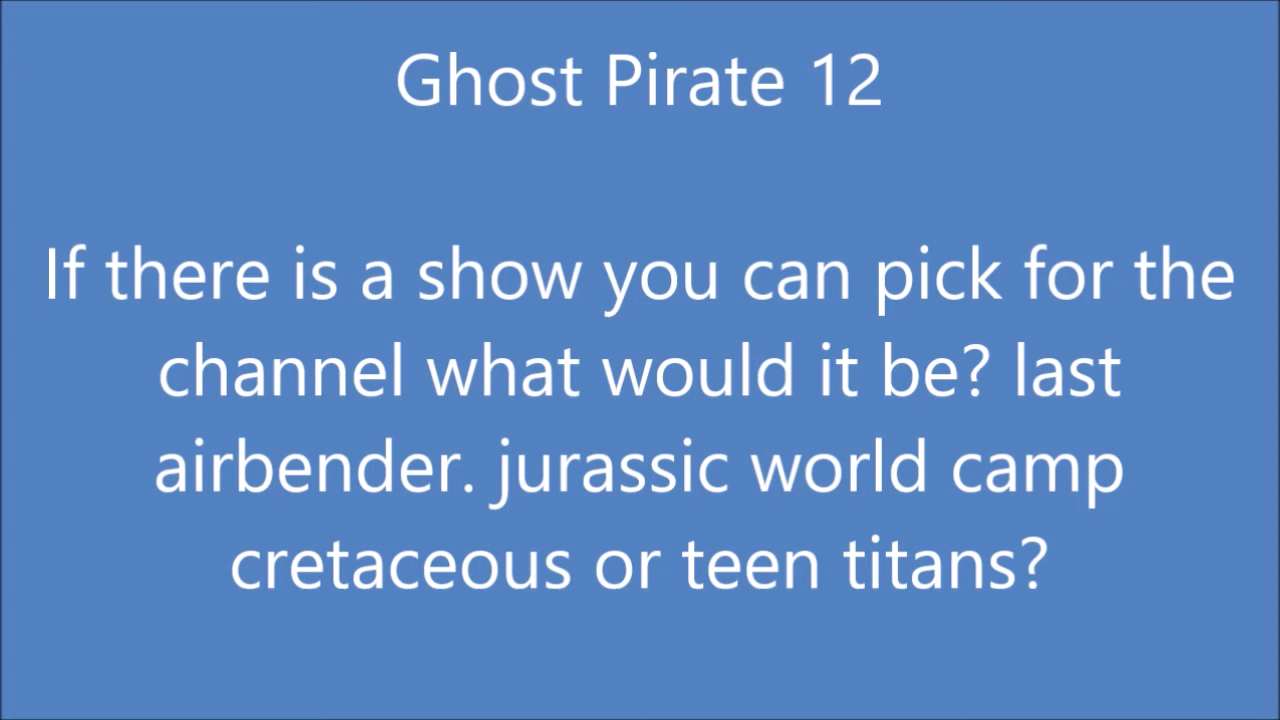 Ghost Pirate 12
If there is a show you can pick for the
channel what would it be? last
airbender. jurassic world camp
cretaceous or teen titans?